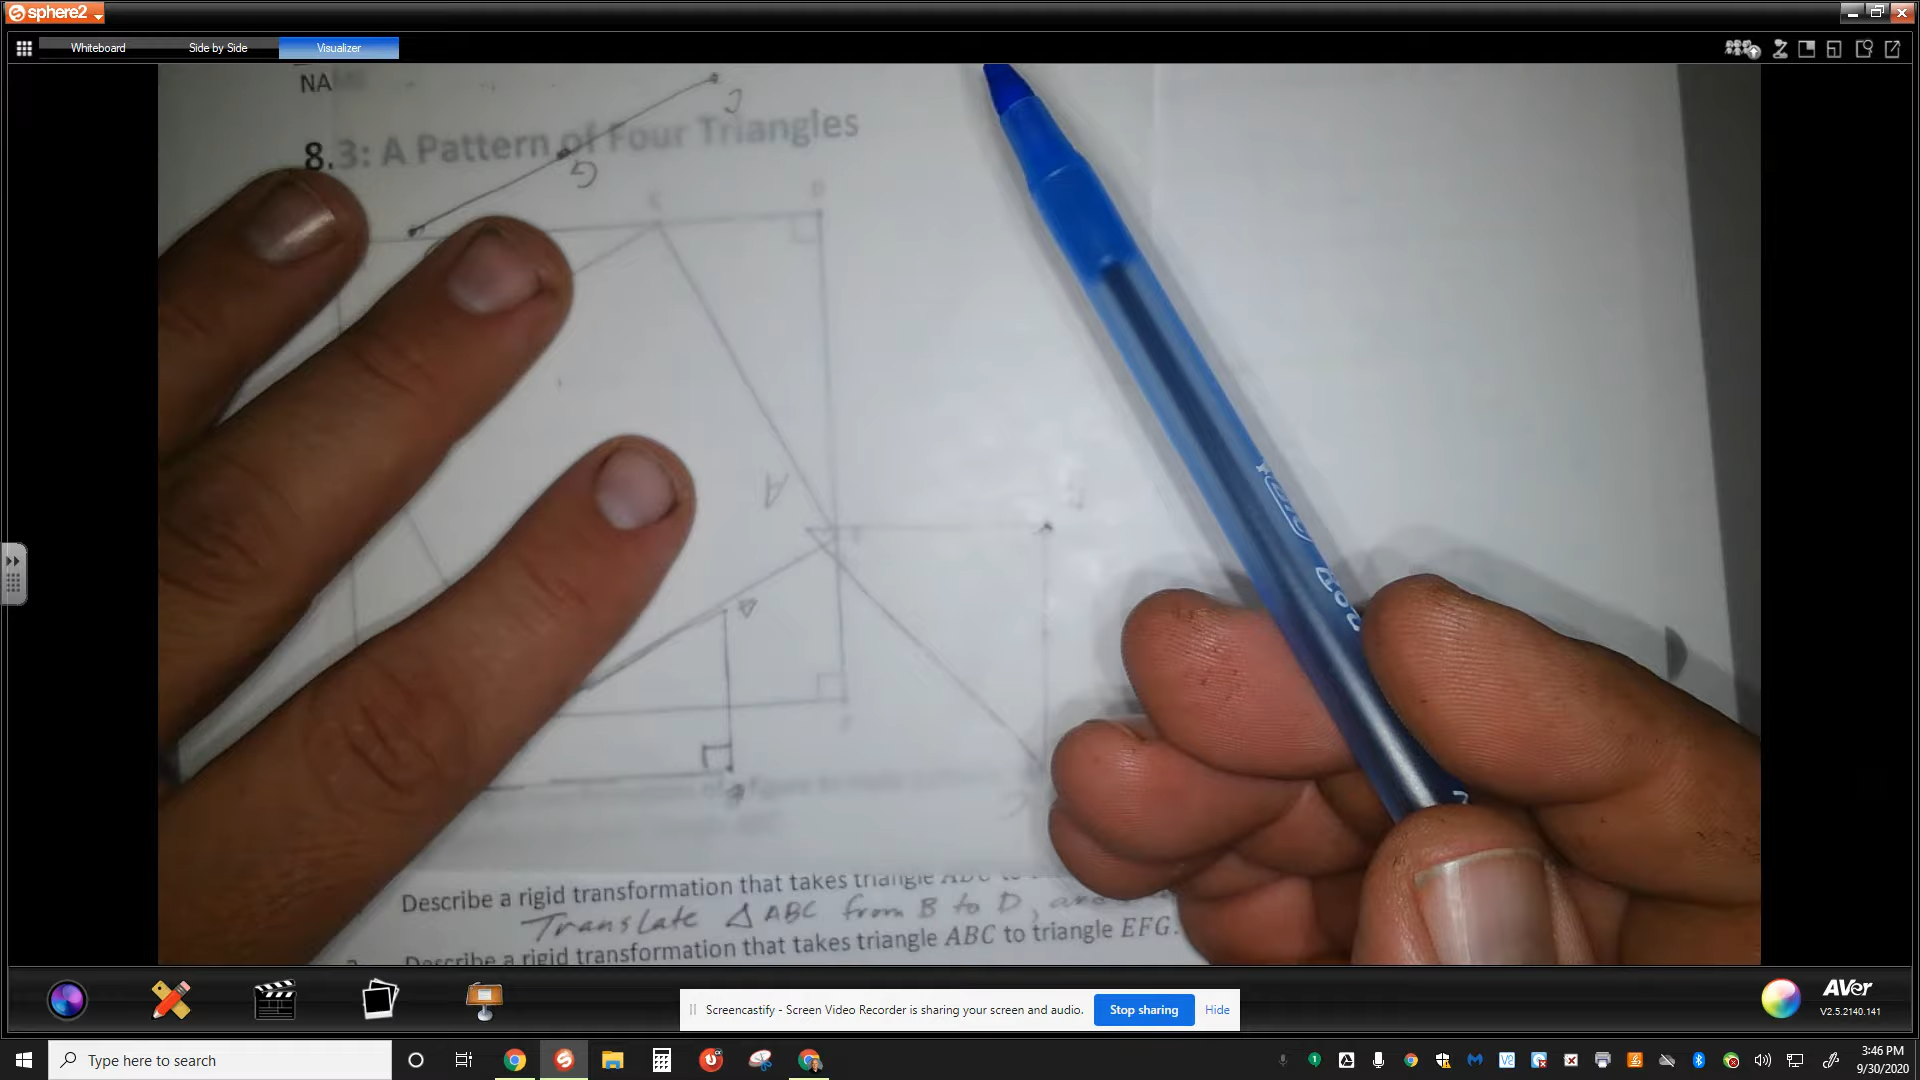 sphere2
Whiteboard Side by Side Visualizer
NA
8.3: A Pattern of Four Triangles
C
G
A
Describe a rigid transformation that takes triangle ABC to
Translate Δ ABC from B to D,
Describe a rigid transformation that takes triangle ABC to triangle EFG.
Screencastify - Screen Video Recorder is sharing your screen and audio. Stop sharing Hide
AVer
V2.5.2140.141
Type here to search
3:46 PM
9/30/2020